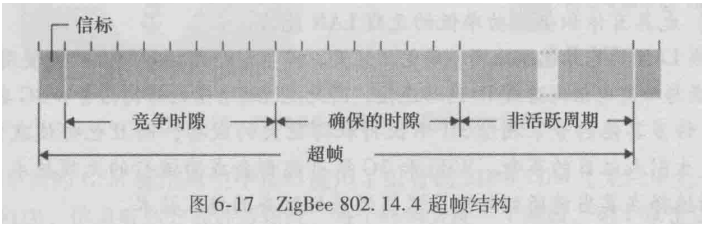 信标
竞争时隙
确保的时隙
非活跃周期
超帧
图 6-17 ZigBee 802.14.4 超帧结构